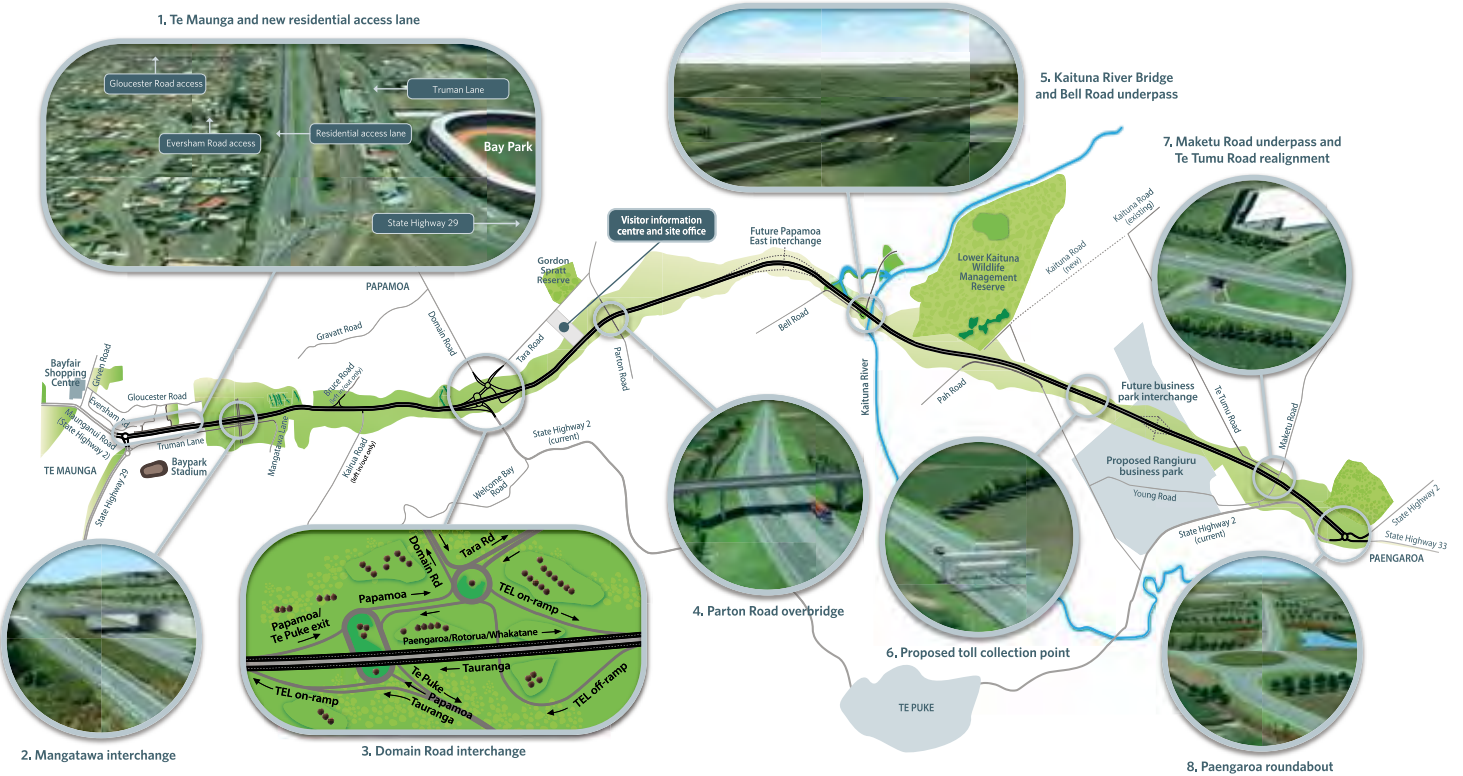 1. Te Maunga and new residential access lane
Gloucester Road access
Truman Lane
Eversham Road access
Residential access lane
Bay Park
State Highway 29
5. Kaituna River Bridge
and Bell Road underpass
7. Maketu Road underpass and
Te Tumu Road realignment
Visitor information
centre and site office
Future Papamoa
East interchange
Kaituna Road
(existing)
Kaituna Road
(new)
Lower Kaituna
Wildlife
Management
Reserve
Gordon
Spratt
Reserve
PAPAMOA
Gravatt Road
Domain Road
Tara Road
Parton Road
Bell Road
Kaituna River
Pah Road
Bayfair
Shopping
Centre
Girven Road
Gloucester Road
Eversham Rd
Maunganui Road
(State Highway 2)
Truman Lane
TE MAUNGA
Baypark
Stadium
State Highway 29
Mangatawa Lane
Bruce Road
(left in/out only)
Kairua Road
(left in/out only)
State Highway 2
(current)
Welcome Bay
Road
Future business
park interchange
Te Tumu Road
Maketu Road
Proposed Rangiuru
business park
Young Road
State Highway 2
(current)
State Highway 2
State Highway 33
PAENGAROA
Domain Rd
Tara Rd
Papamoa
TEL on-ramp
Papamoa/
Te Puke exit
Paengaroa/Rotorua/Whakatane
Tauranga
Te Puke
Papamoa
Tauranga
TEL on-ramp
TEL off-ramp
4. Parton Road overbridge
6. Proposed toll collection point
TE PUKE
2. Mangatawa interchange
3. Domain Road interchange
8. Paengaroa roundabout